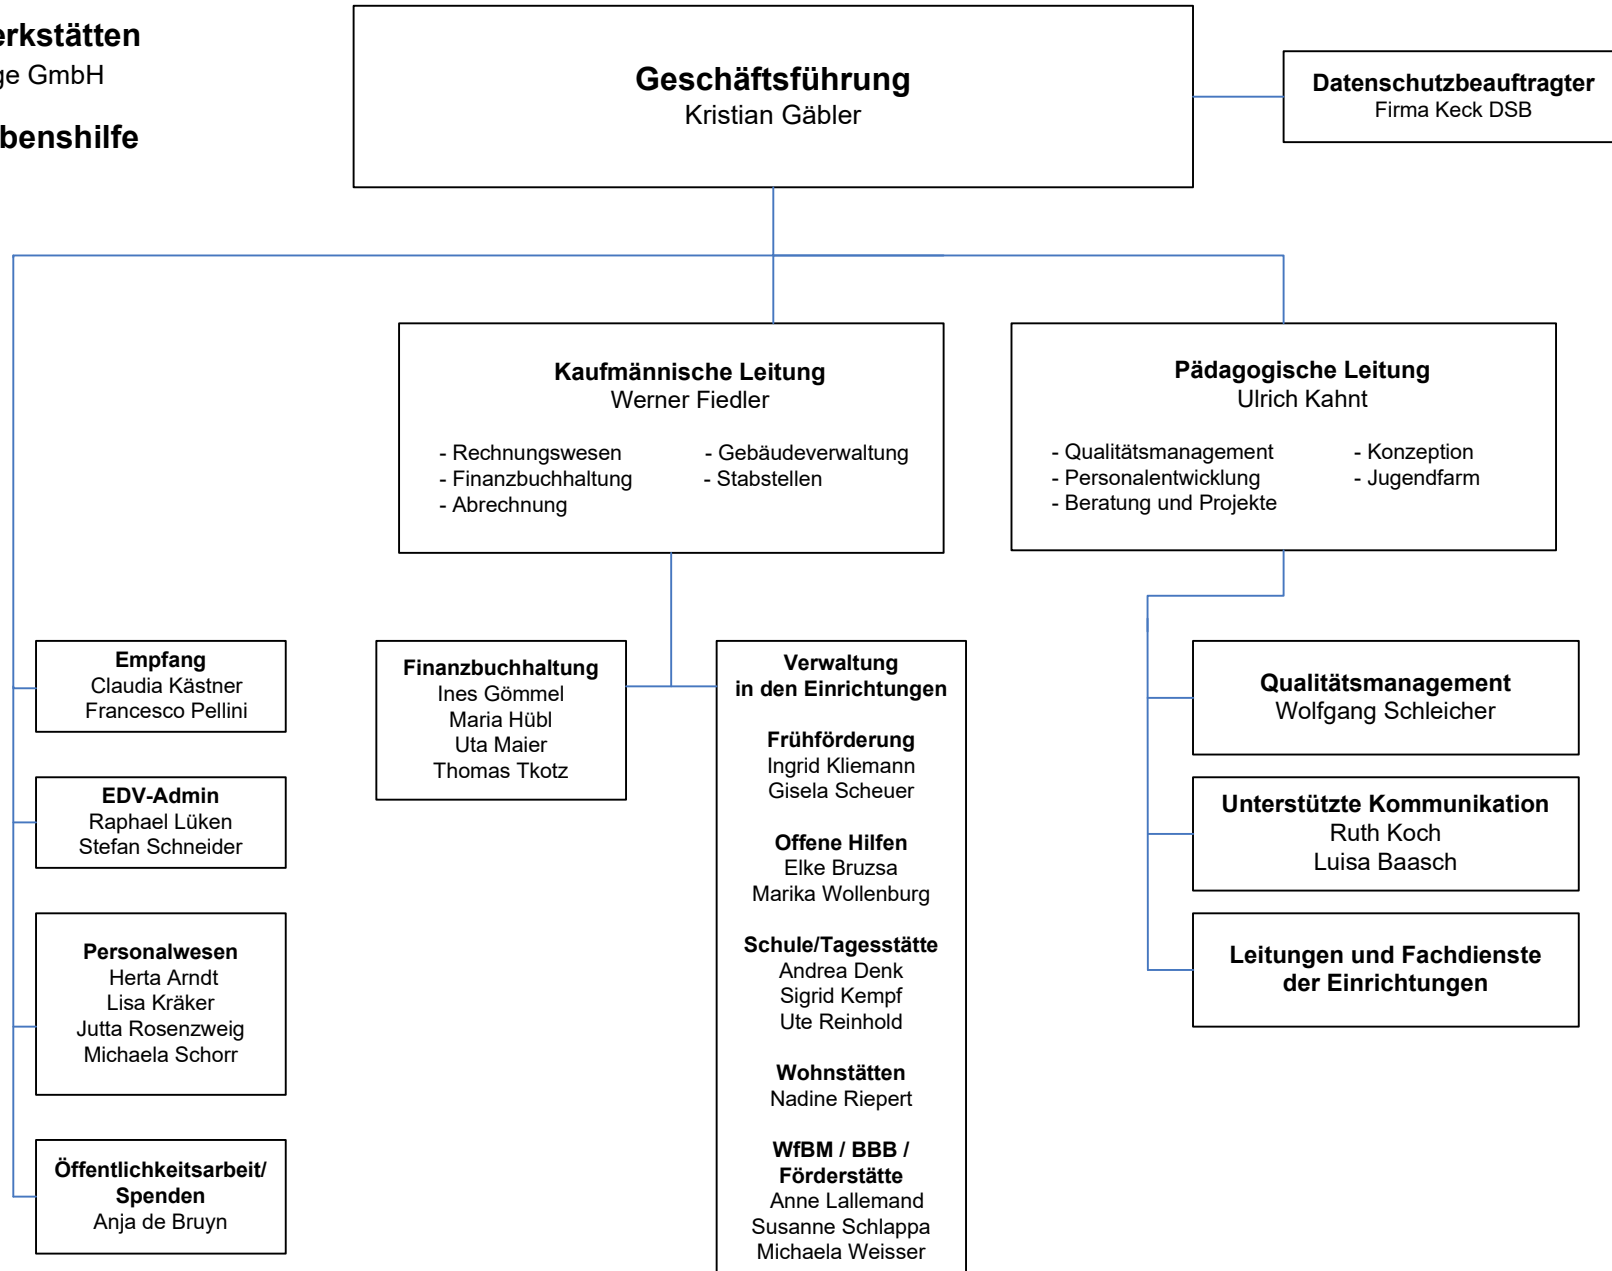 erkstätten
ge GmbH
benshilfe
Geschäftsführung
Kristian Gäbler
Datenschutzbeauftragter
Firma Keck DSB
Kaufmännische Leitung
Werner Fiedler
- Rechnungswesen
- Finanzbuchhaltung
- Abrechnung
- Gebäudeverwaltung
- Stabstellen
Pädagogische Leitung
Ulrich Kahnt
- Qualitätsmanagement
- Personalentwicklung
- Beratung und Projekte
- Konzeption
- Jugendfarm
Empfang
Claudia Kästner
Francesco Pellini
EDV-Admin
Raphael Lüken
Stefan Schneider
Personalwesen
Herta Arndt
Lisa Kräker
Jutta Rosenzweig
Michaela Schorr
Öffentlichkeitsarbeit/
Spenden
Anja de Bruyn
Finanzbuchhaltung
Ines Gömmel
Maria Hübl
Uta Maier
Thomas Tkotz
Verwaltung
in den Einrichtungen
Frühförderung
Ingrid Kliemann
Gisela Scheuer
Offene Hilfen
Elke Bruzsa
Marika Wollenburg
Schule/Tagesstätte
Andrea Denk
Sigrid Kempf
Ute Reinhold
Wohnstätten
Nadine Riepert
WfBM / BBB /
Förderstätte
Anne Lallemand
Susanne Schlappa
Michaela Weisser
Qualitätsmanagement
Wolfgang Schleicher
Unterstützte Kommunikation
Ruth Koch
Luisa Baasch
Leitungen und Fachdienste
der Einrichtungen